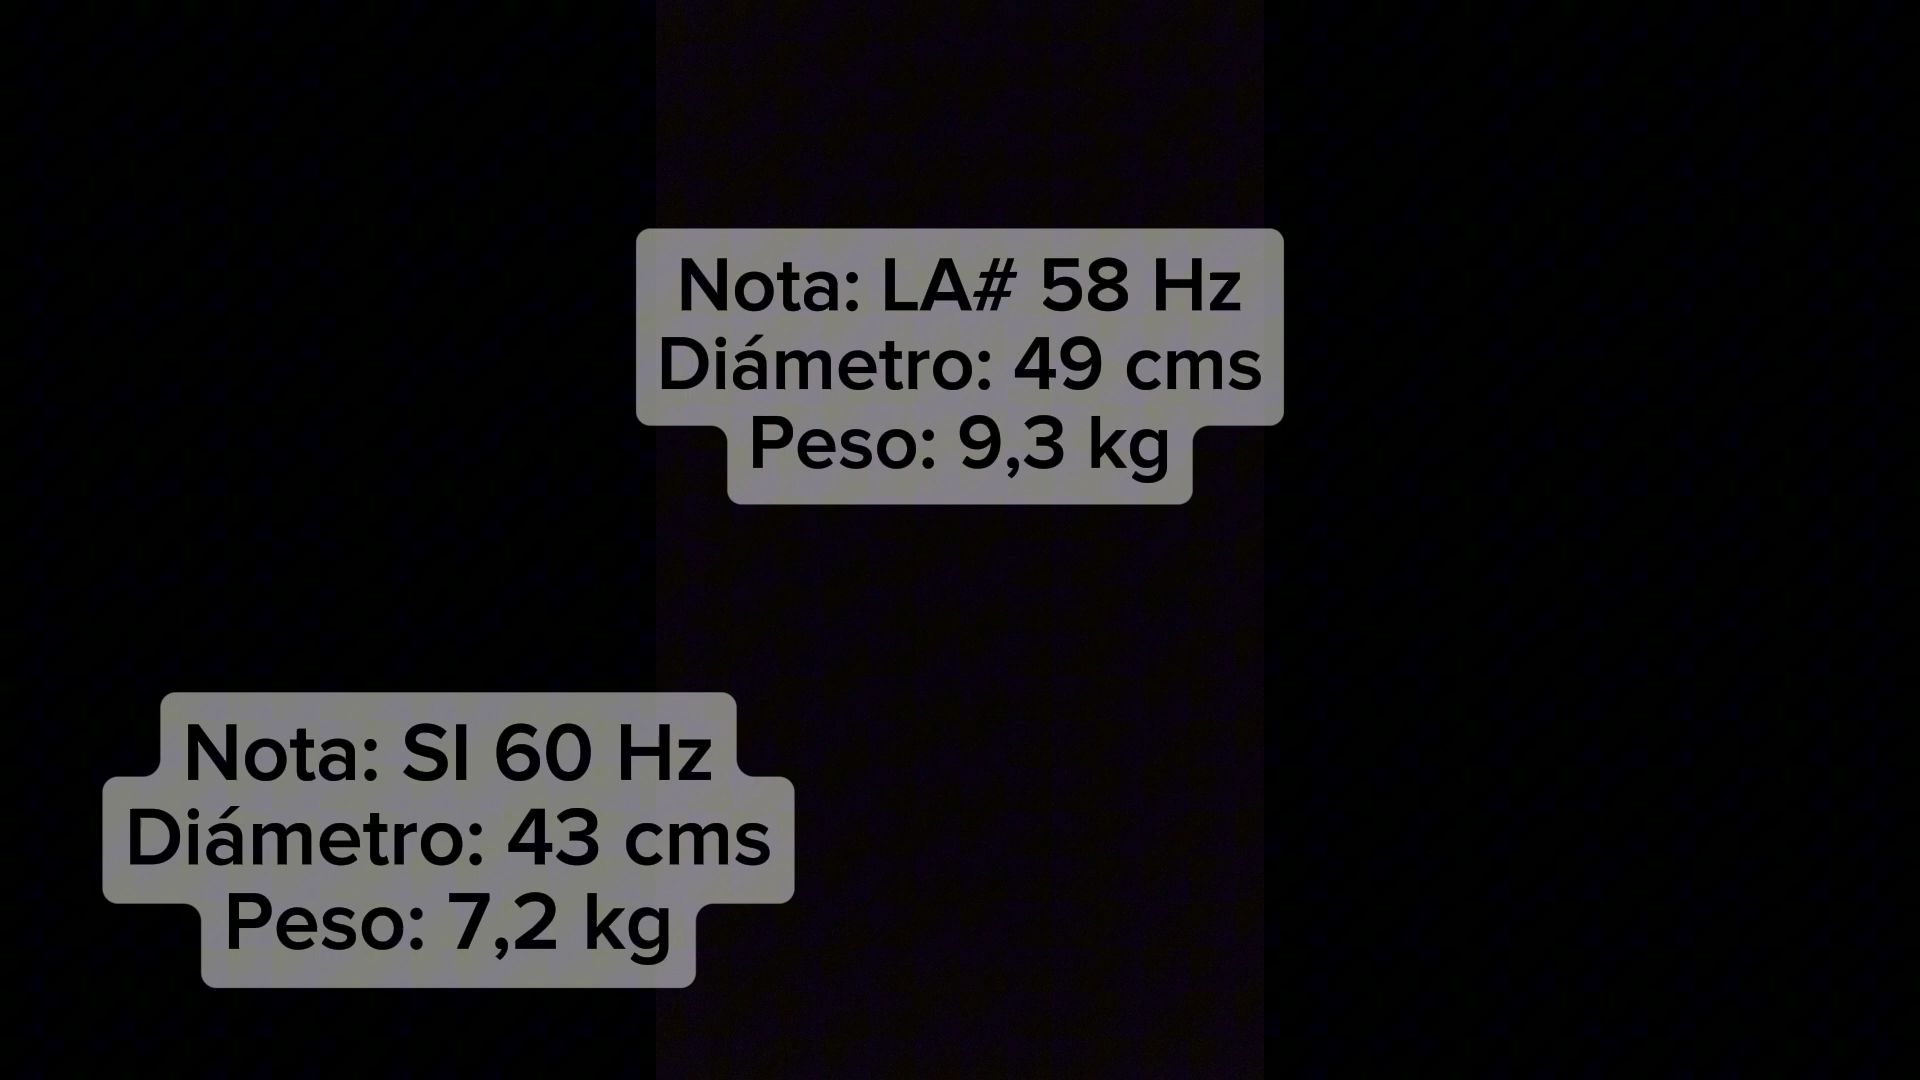 Nota: LA# 58 Hz
Diámetro: 49 cms
Peso: 9,3 kg
Nota: SI 60 Hz
Diámetro: 43 cms
Peso: 7,2 kg